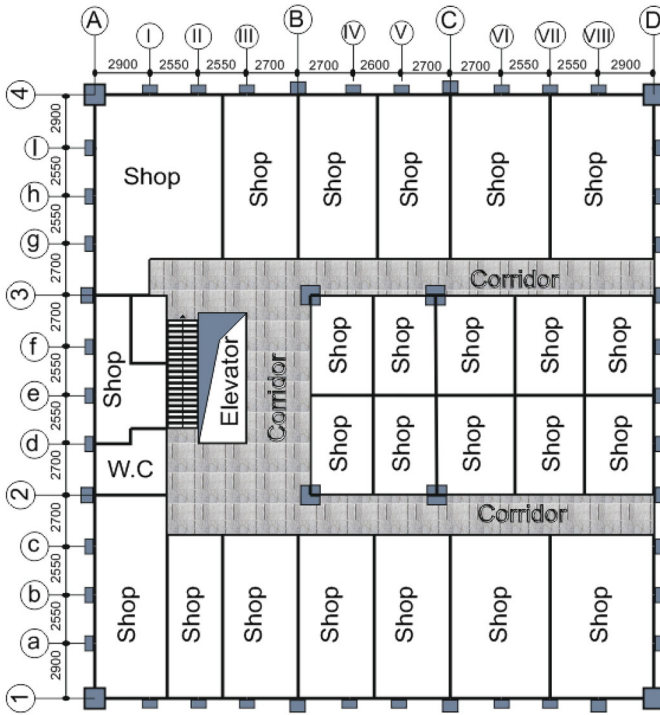 A I II III B IV V C VI VII VIII D
2900 2550 2550 2700 2700 2600 2700 2700 2550 2550 2900
4
2900
l
2550
h
2550
g
2700
3
2700
f
2550
e
2550
d
2700
2
2700
c
2550
b
2550
a
2900
1
Shop Shop Shop Shop Shop Shop
Corridor
Shop Shop Shop Shop Shop
Shop
Elevator
Corridor
Shop Shop Shop Shop Shop
W.C
Corridor
Shop Shop Shop Shop Shop Shop Shop